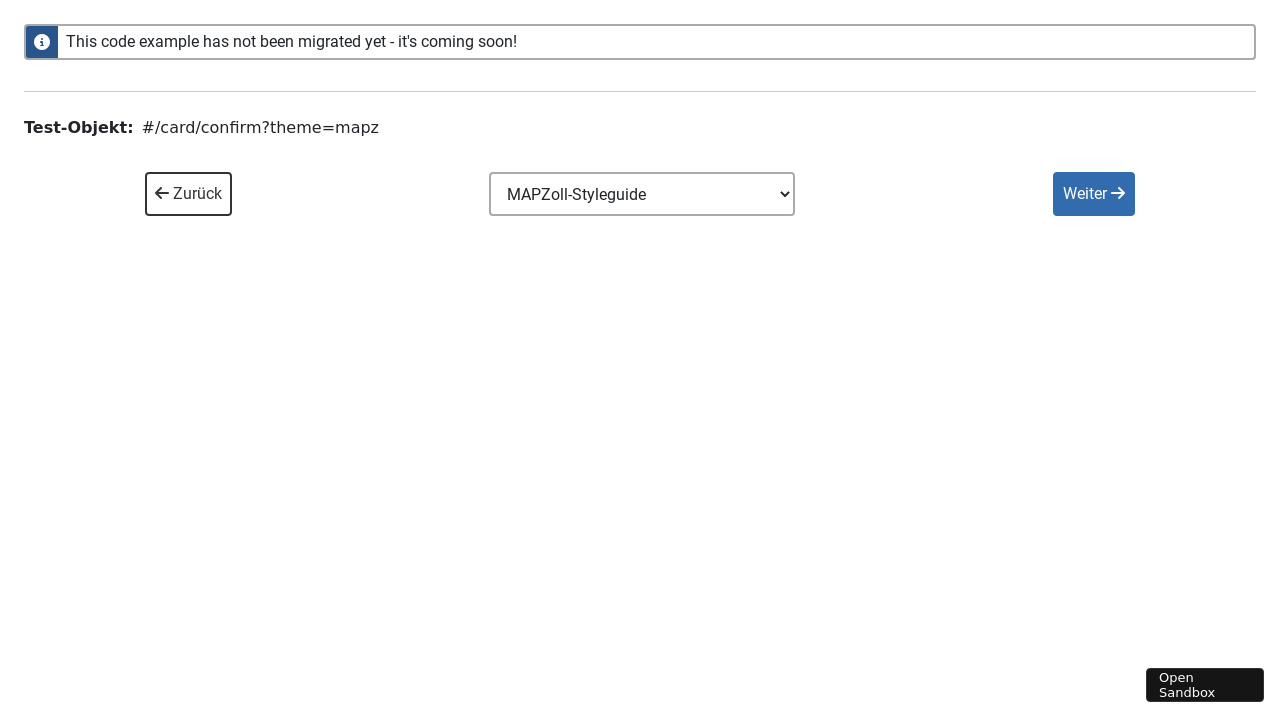 This code example has not been migrated yet - it's coming soon!
Test-Objekt: #/card/confirm?theme=mapz
Zurück
MAPZoll-Styleguide
Weiter
Open
Sandbox